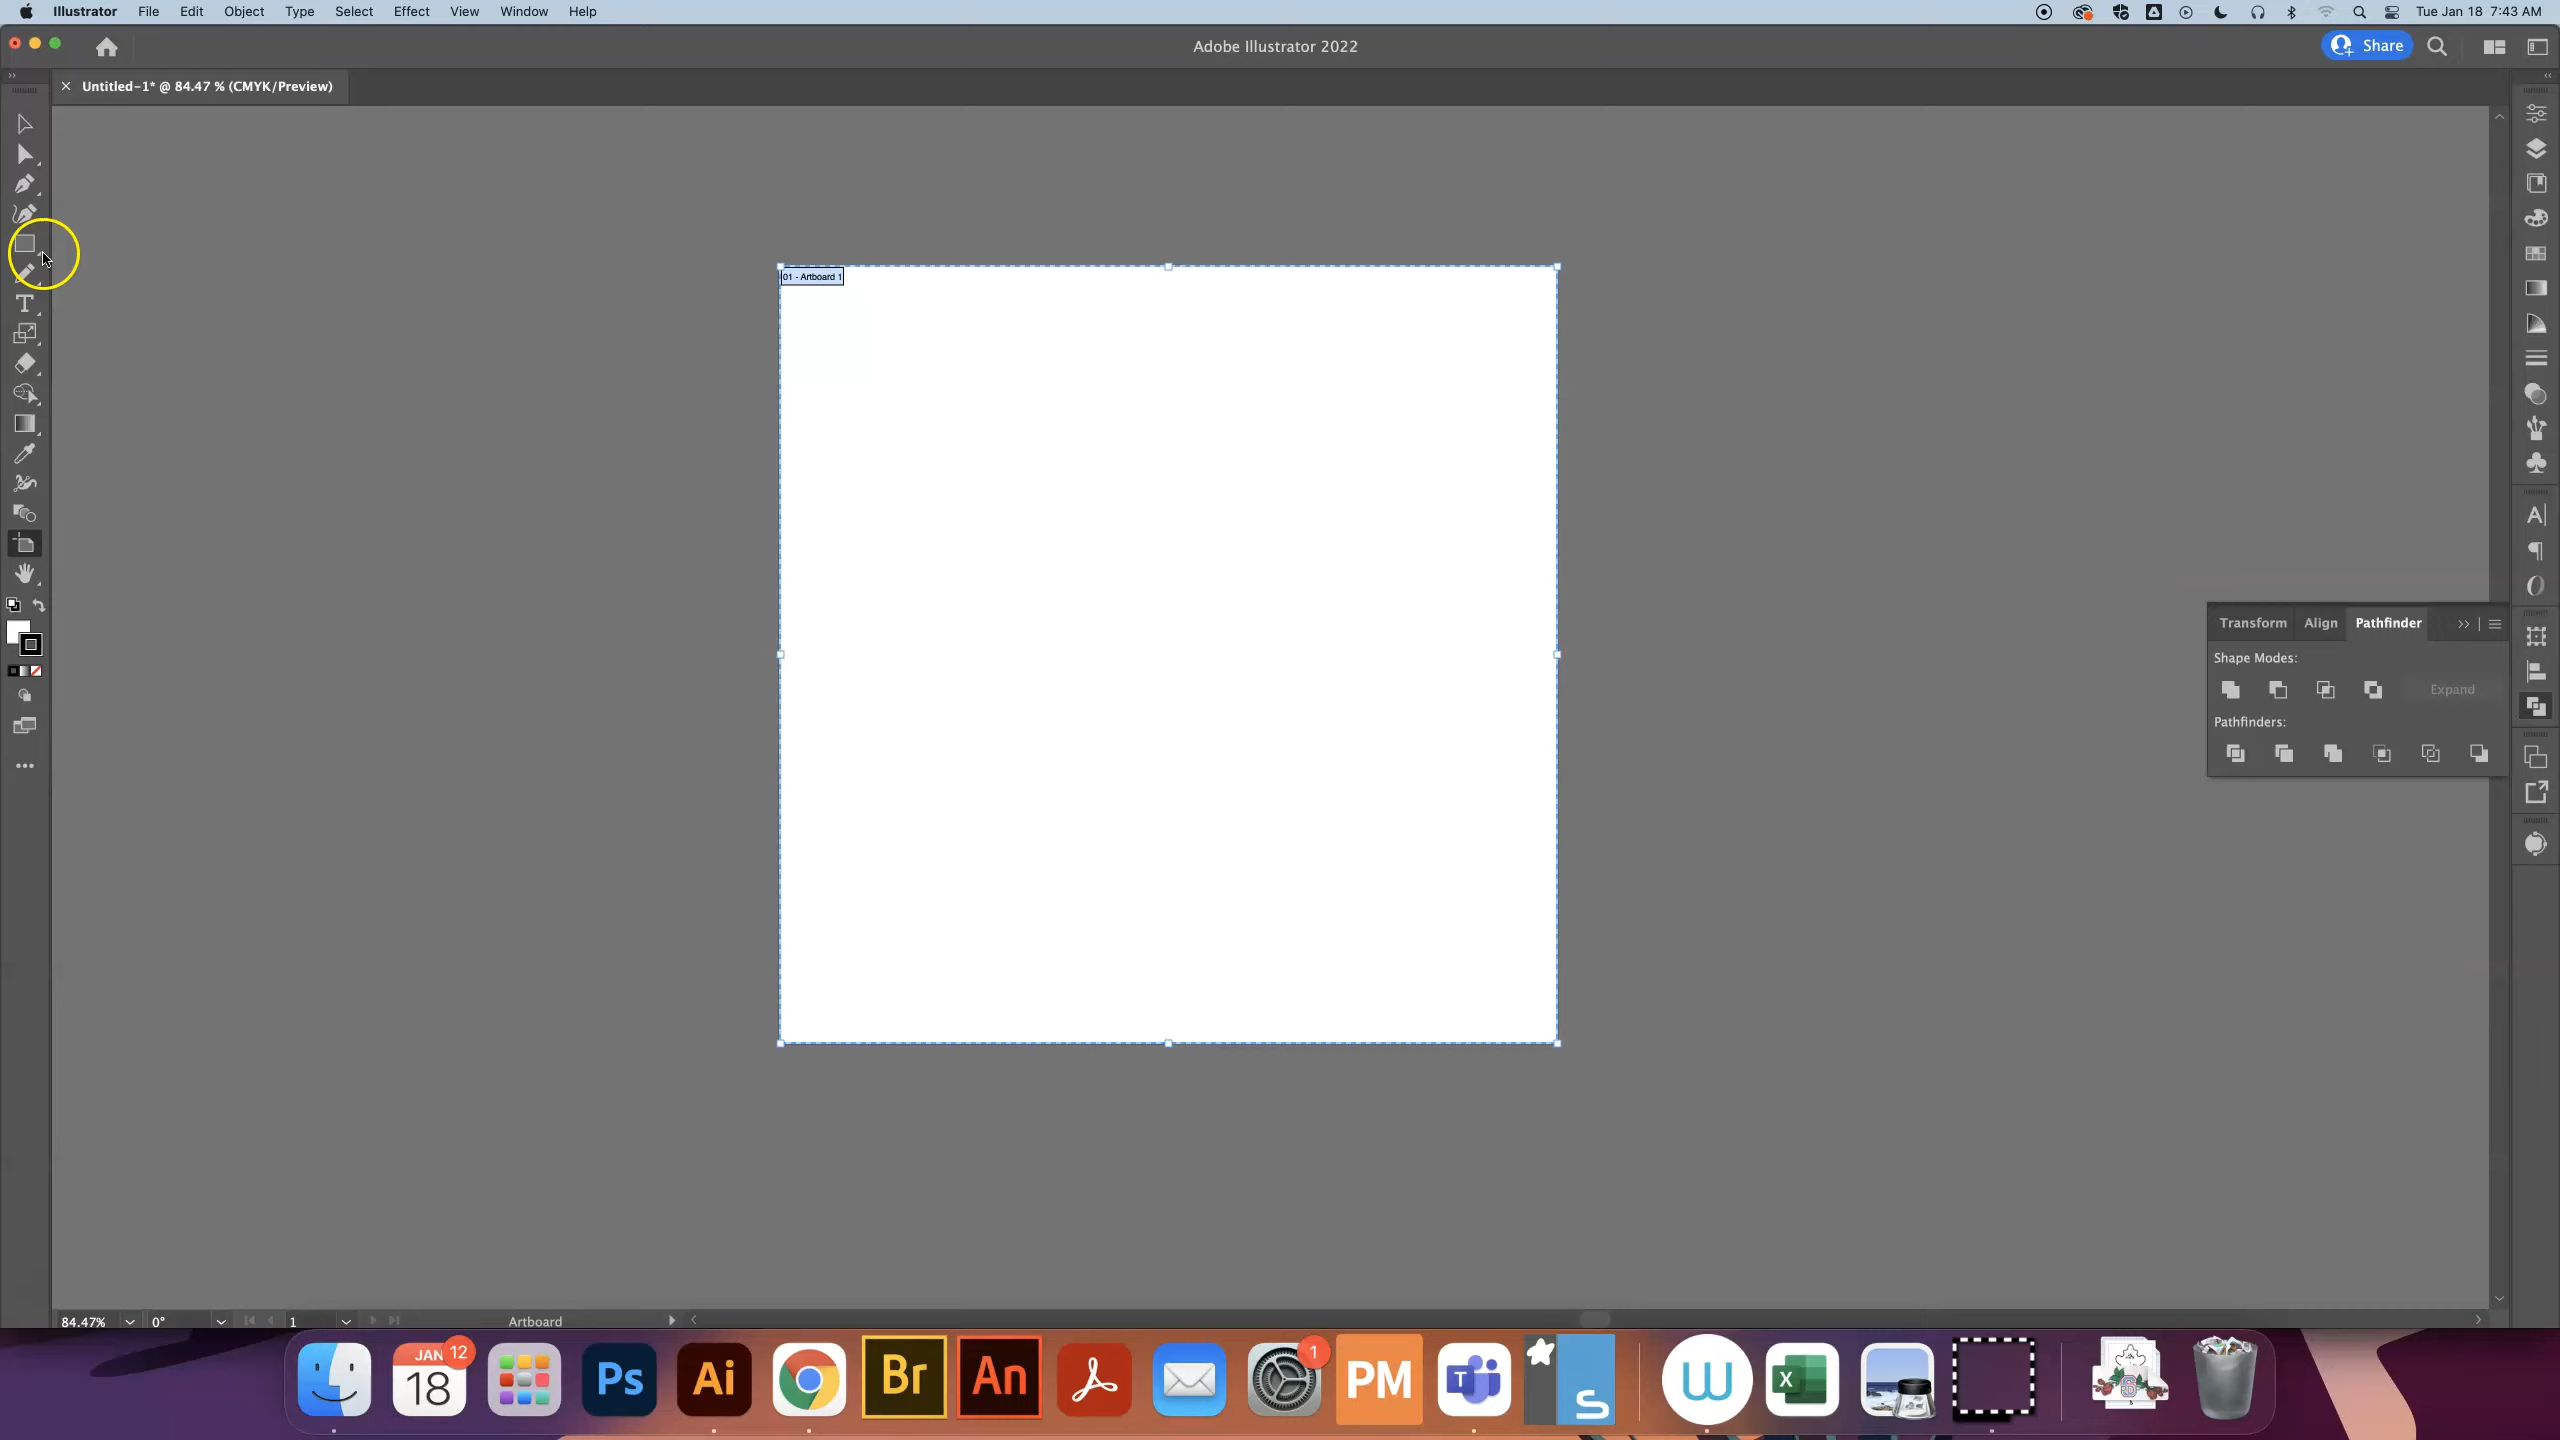 Illustrator File Edit Object Type Select Effect View Window Help
Tue Jan 18 7:43 AM
Adobe Illustrator 2022
Share
× Untitled-1* @ 84.47 % (CMYK/Preview)
01 - Artboard 1
Transform Align Pathfinder
Shape Modes:
Expand
Pathfinders:
84.47% 0° 1 Artboard
JAN 12
18
Ps
Ai
Br
An
1
PM
T
S
W
X